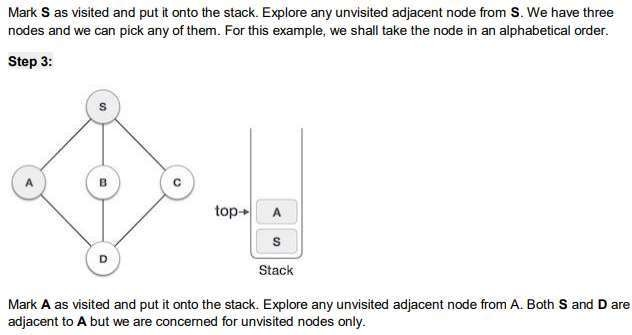 Mark S as visited and put it onto the stack. Explore any unvisited adjacent node from S. We have three
nodes and we can pick any of them. For this example, we shall take the node in an alphabetical order.
Step 3:
S
A
B
C
D
top→
A
S
Stack
Mark A as visited and put it onto the stack. Explore any unvisited adjacent node from A. Both S and D are
adjacent to A but we are concerned for unvisited nodes only.